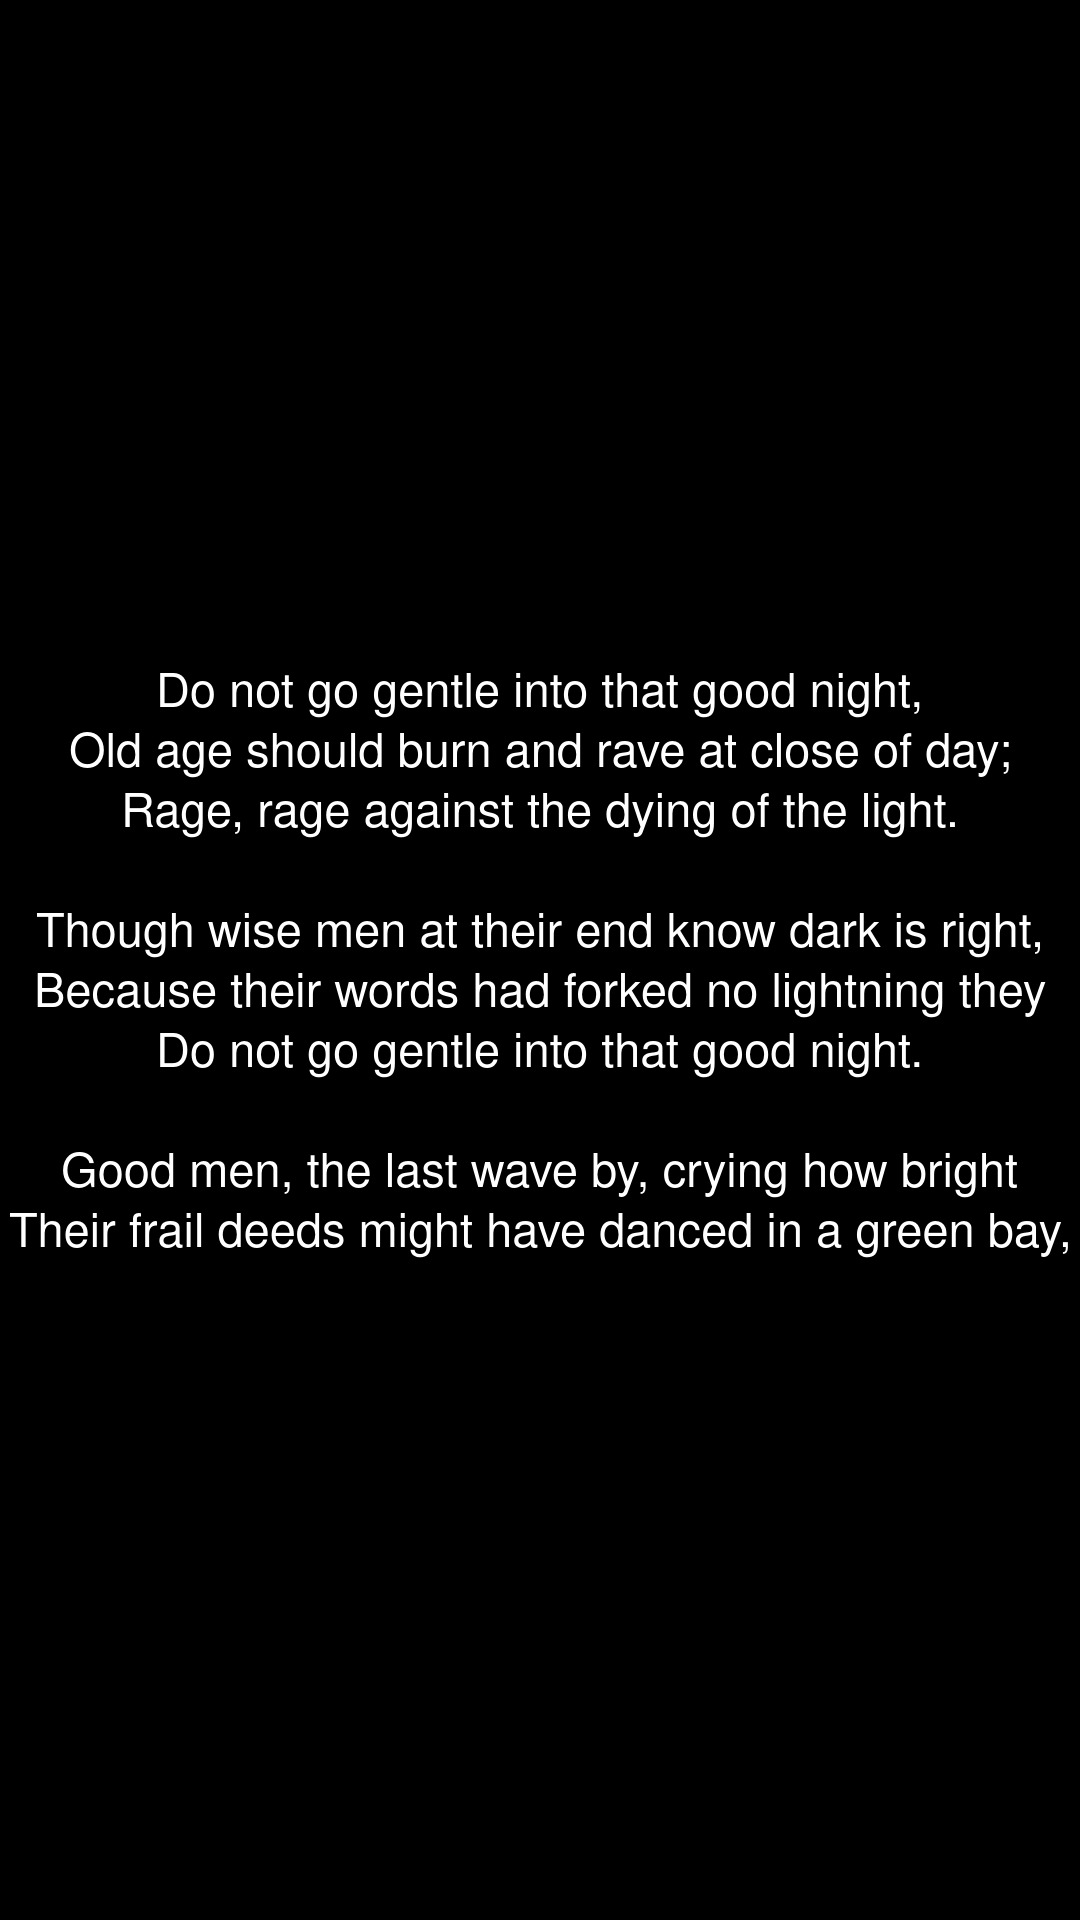 Do not go gentle into that good night,
Old age should burn and rave at close of day;
Rage, rage against the dying of the light.

Though wise men at their end know dark is right,
Because their words had forked no lightning they
Do not go gentle into that good night.

Good men, the last wave by, crying how bright
Their frail deeds might have danced in a green bay,